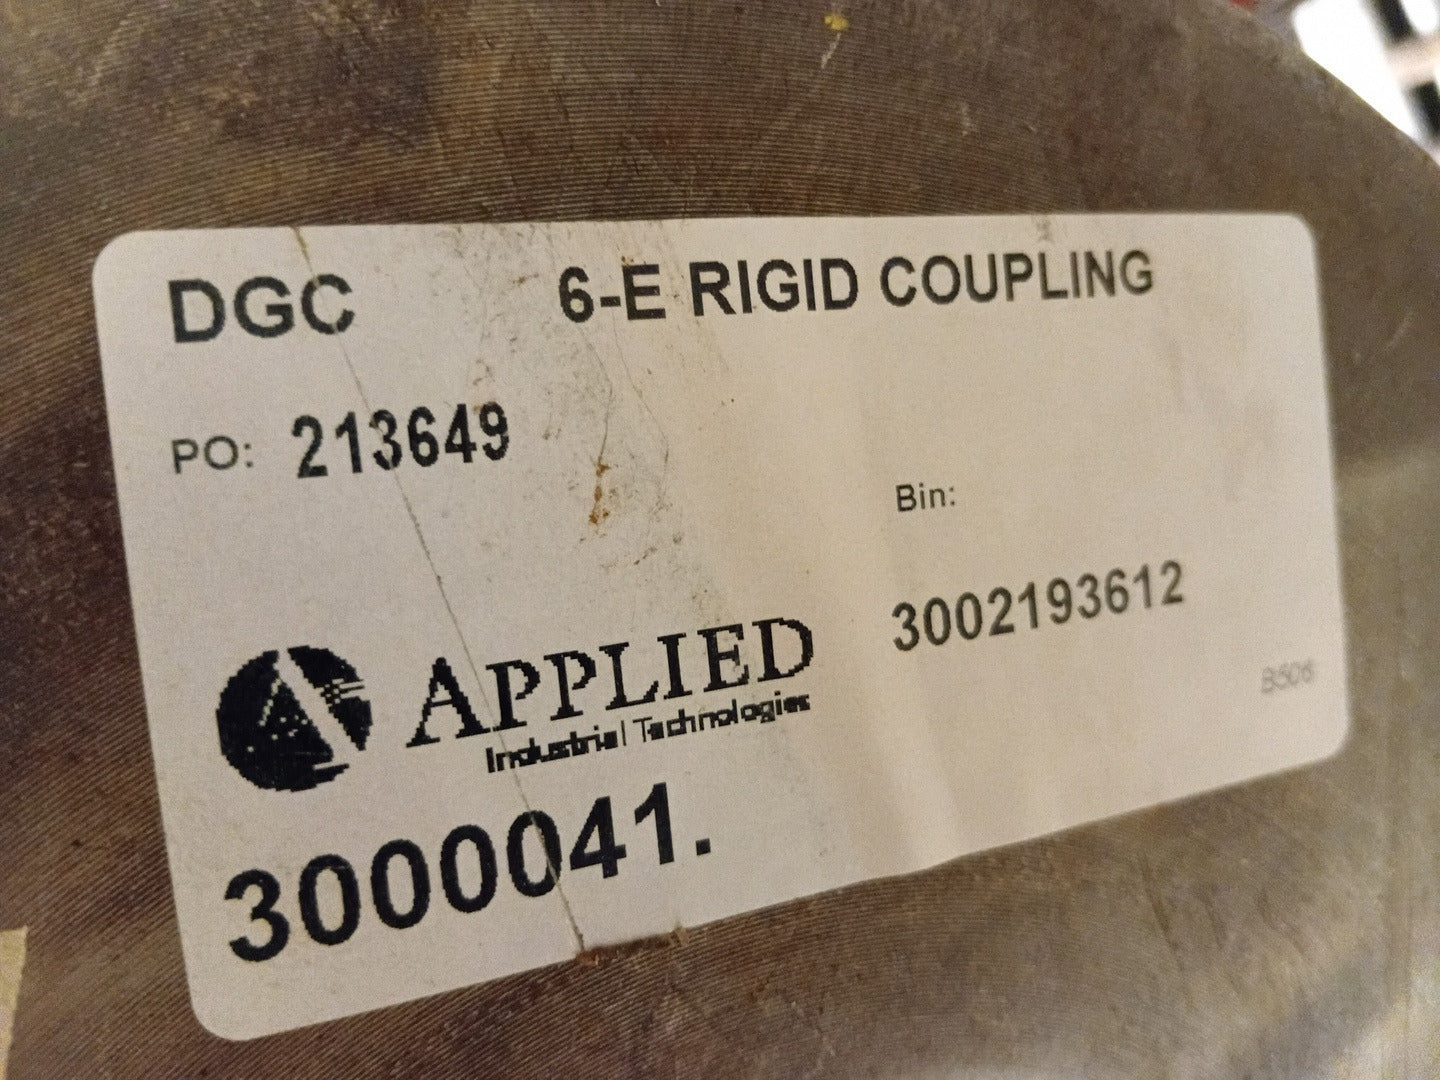 DGC 6-E RIGID COUPLING
PO: 213649
Bin:
3002193612
B506
APPLIED
Industrial Technologies
3000041.